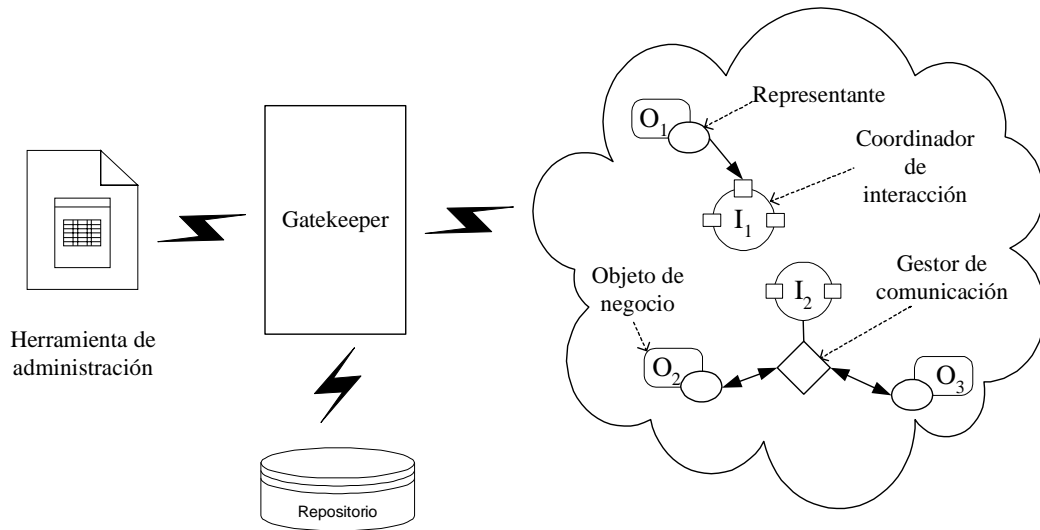 Representante
O1
Coordinador
de
interacción
Gatekeeper
I1
Objeto de
negocio
Gestor de
comunicación
I2
Herramienta de
administración
O2
O3
Repositorio